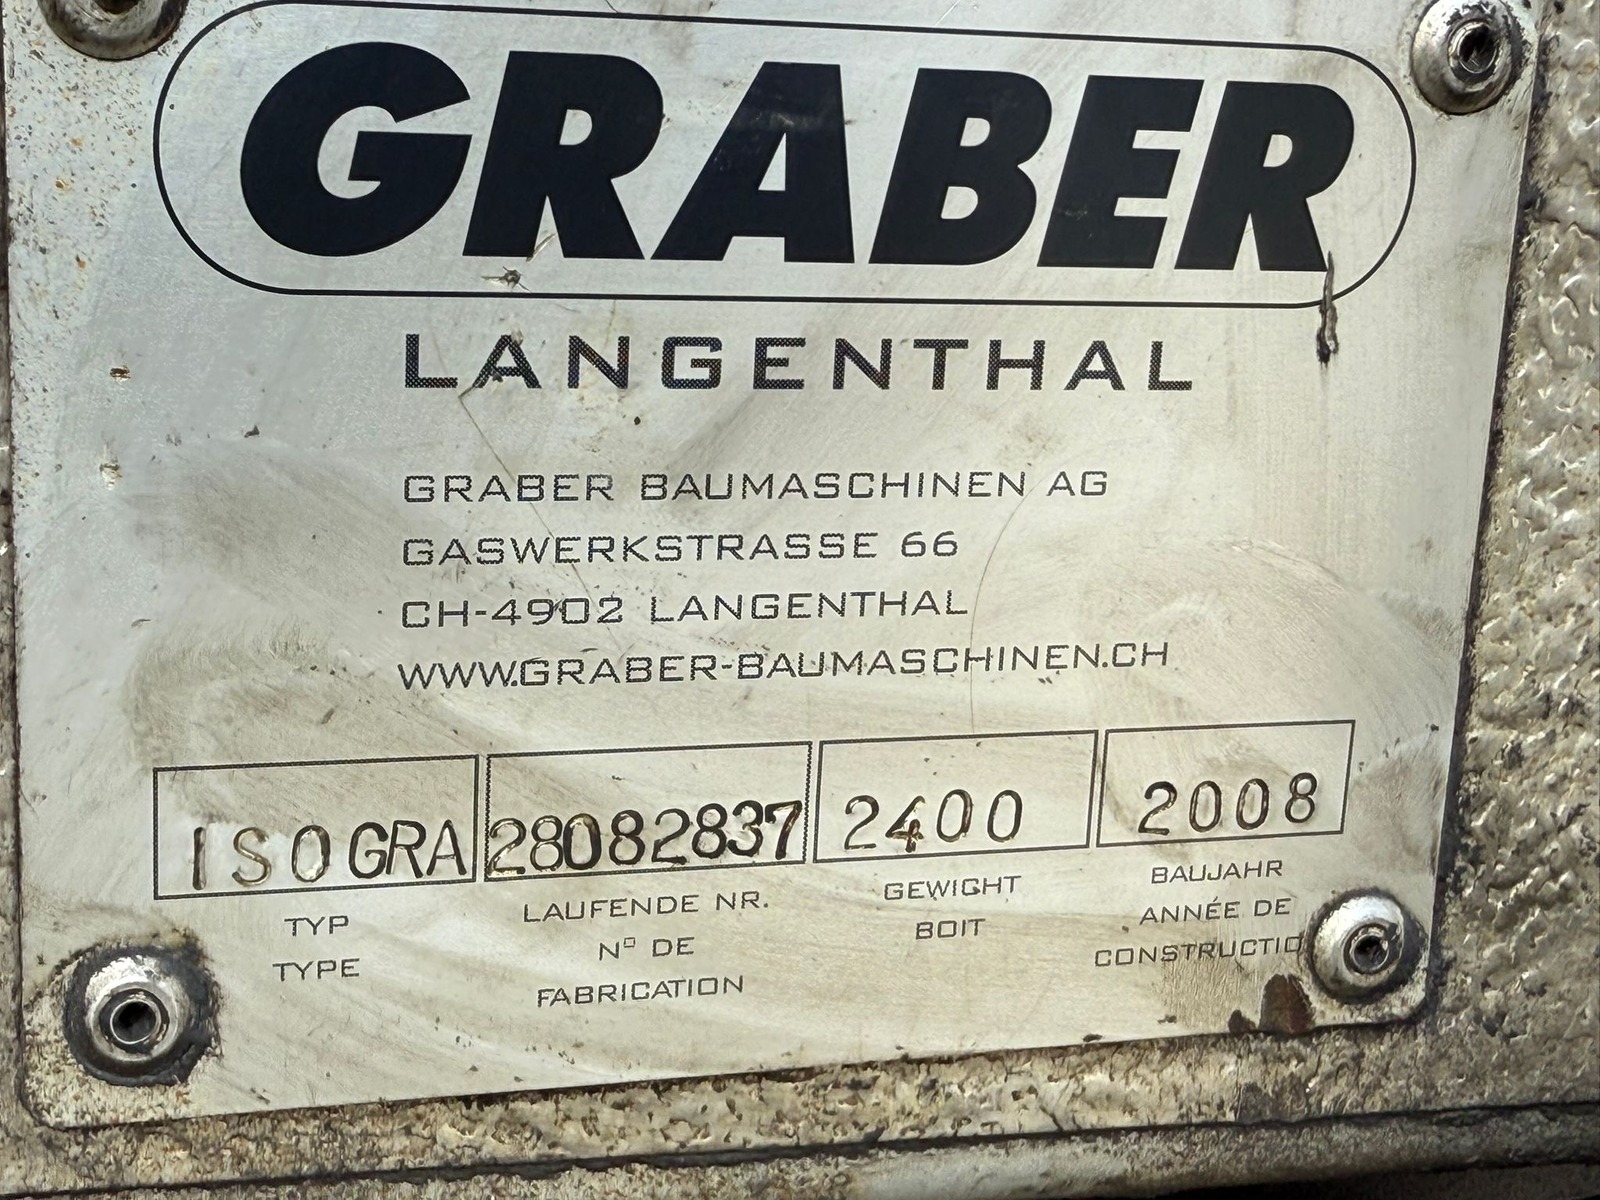 GRABER
LANGENTHAL
GRABER BAUMASCHINEN AG
GASWERKSTRASSE 66
CH-4902 LANGENTHAL
WWW.GRABER-BAUMASCHINEN.CH
ISOGRA 28082837 2400 2008
TYP
TYPE
LAUFENDE NR.
Nº DE
FABRICATION
GEWICHT
BOIT
BAUJAHR
ANNÉE DE
CONSTRUCTIO